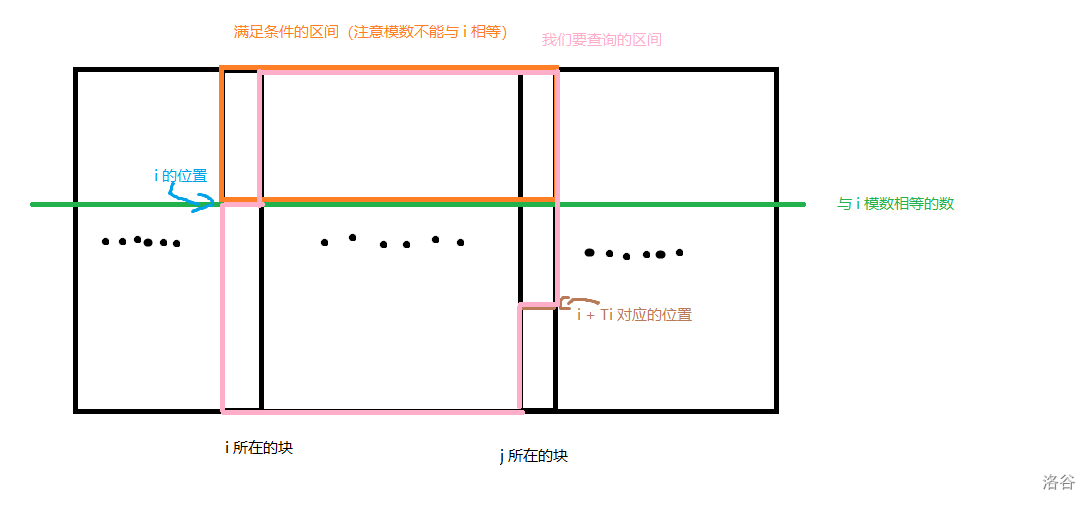 满足条件的区间 (注意模数不能与 i 相等)
我们要查询的区间
i 的位置
与 i 模数相等的数
i + Ti 对应的位置
i 所在的块
j 所在的块
洛谷